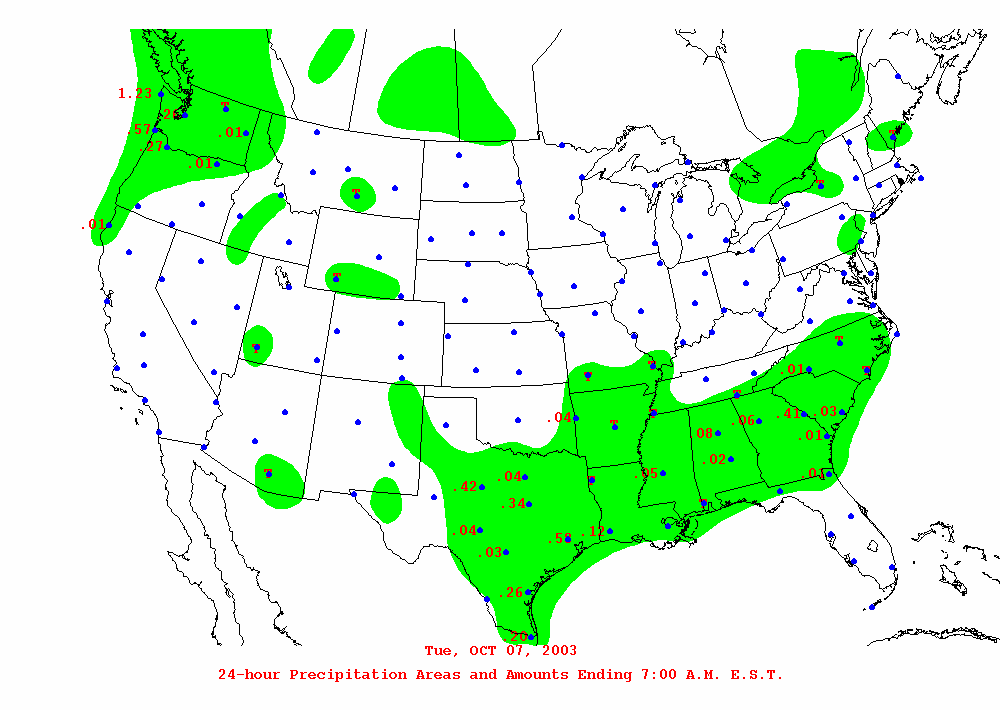 1.23
T
.26
.57
.01
.27
.01
T
T
T
.01
T
T
T
T
T
.01
T
T
T
.04
T
.06
.41
.03
.08
.01
.02
.05
.04
.42
T
.0
.34
T
.04
.58
.12
.03
.26
.20
Tue, OCT 07, 2003
24-hour Precipitation Areas and Amounts Ending 7:00 A.M. E.S.T.